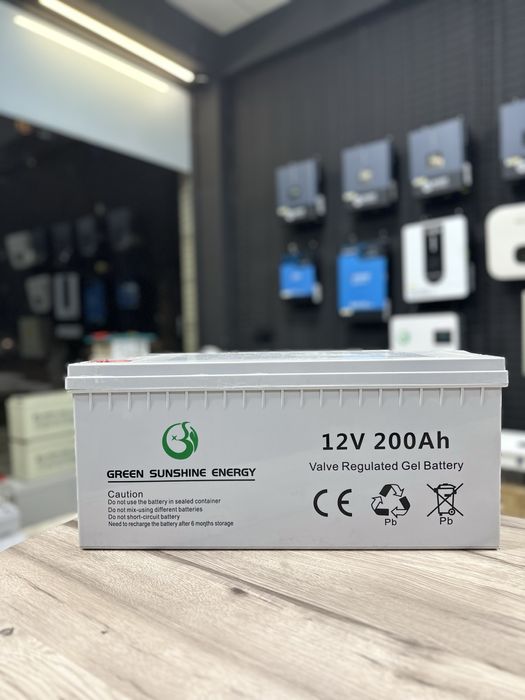 GREEN SUNSHINE ENERGY
Caution
Do not use the battery in sealed container
Do not mix-using different batteries
Do not short-circuit battery
Need to recharge the battery after 6 morjths storage
12V 200Ah
Valve Regulated Gel Battery
CE
Pb
Pb